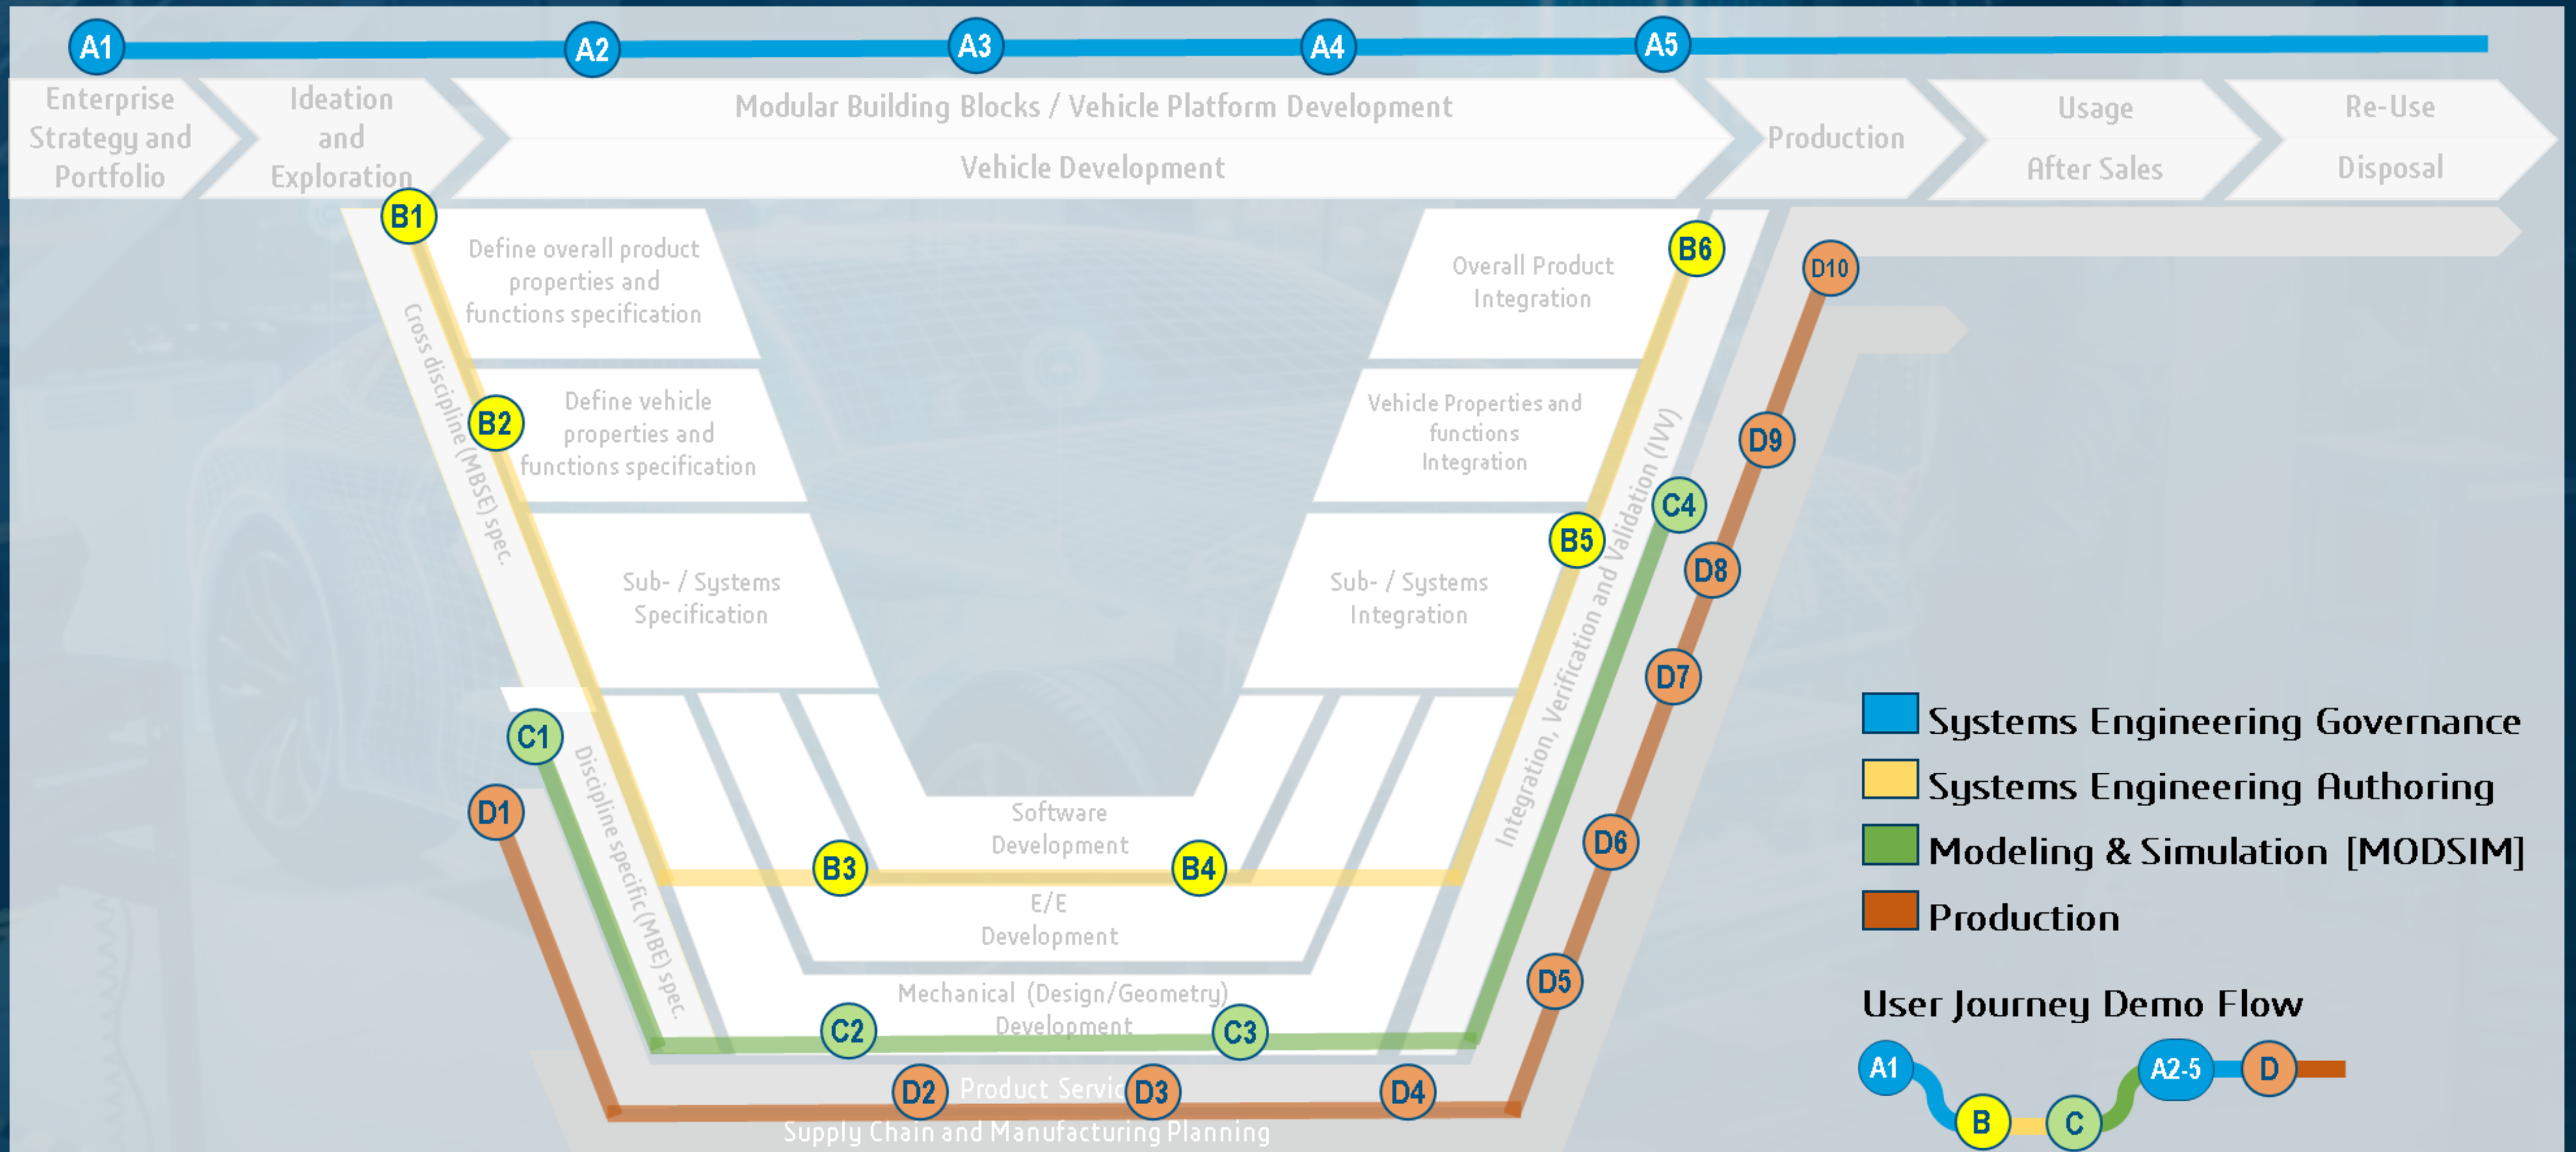 A1
A2
A3
A4
A5
Enterprise
Strategy and
Portfolio
Ideation
and
Exploration
Modular Building Blocks / Vehicle Platform Development
Vehicle Development
Production
Usage
After Sales
Re-Use
Disposal
B1
Define overall product
properties and
functions specification
Cross discipline (MBSE) spec.
B2
Define vehicle
properties and
functions specification
Sub- / Systems
Specification
C1
D1
Discipline specific (MBE) spec.
Overall Product
Integration
B6
D10
Vehicle Properties and
functions
Integration
D9
C4
B5
D8
Sub- / Systems
Integration
Integration, Verification and Validation (IVV)
D7
D6
D5
Software
Development
B3
B4
E/E
Development
Mechanical (Design/Geometry)
Development
C2
C3
D2
Product Servic
D3
D4
Supply Chain and Manufacturing Planning
Systems Engineering Governance
Systems Engineering Authoring
Modeling & Simulation [MODSIM]
Production
User Journey Demo Flow
A1
B
C
A2-5
D